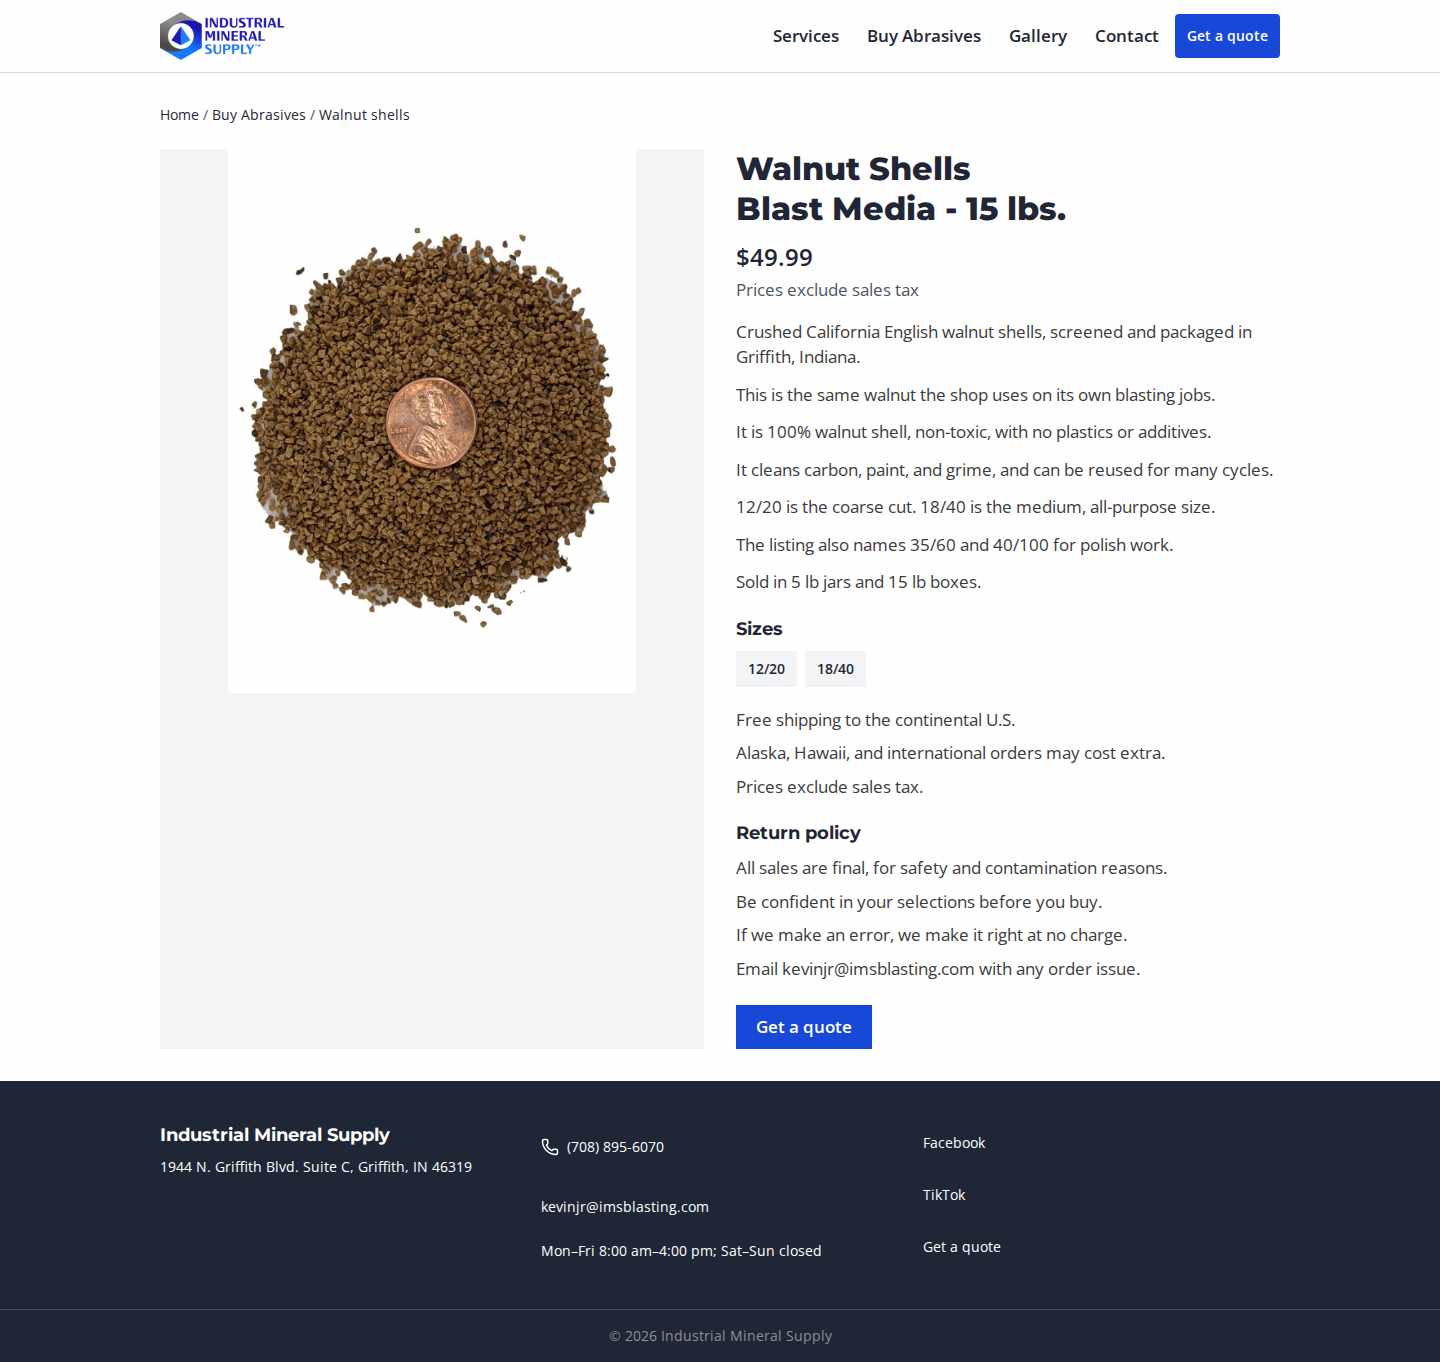 INDUSTRIAL
MINERAL
SUPPLY™
Services
Buy Abrasives
Gallery
Contact
Get a quote
Home / Buy Abrasives / Walnut shells
Walnut Shells
Blast Media - 15 lbs.
$49.99
Prices exclude sales tax
Crushed California English walnut shells, screened and packaged in
Griffith, Indiana.
This is the same walnut the shop uses on its own blasting jobs.
It is 100% walnut shell, non-toxic, with no plastics or additives.
It cleans carbon, paint, and grime, and can be reused for many cycles.
12/20 is the coarse cut. 18/40 is the medium, all-purpose size.
The listing also names 35/60 and 40/100 for polish work.
Sold in 5 lb jars and 15 lb boxes.
Sizes
12/20
18/40
Free shipping to the continental U.S.
Alaska, Hawaii, and international orders may cost extra.
Prices exclude sales tax.
Return policy
All sales are final, for safety and contamination reasons.
Be confident in your selections before you buy.
If we make an error, we make it right at no charge.
Email kevinjr@imsblasting.com with any order issue.
Get a quote
Industrial Mineral Supply
1944 N. Griffith Blvd. Suite C, Griffith, IN 46319
(708) 895-6070
kevinjr@imsblasting.com
Mon–Fri 8:00 am–4:00 pm; Sat–Sun closed
Facebook
TikTok
Get a quote
© 2026 Industrial Mineral Supply